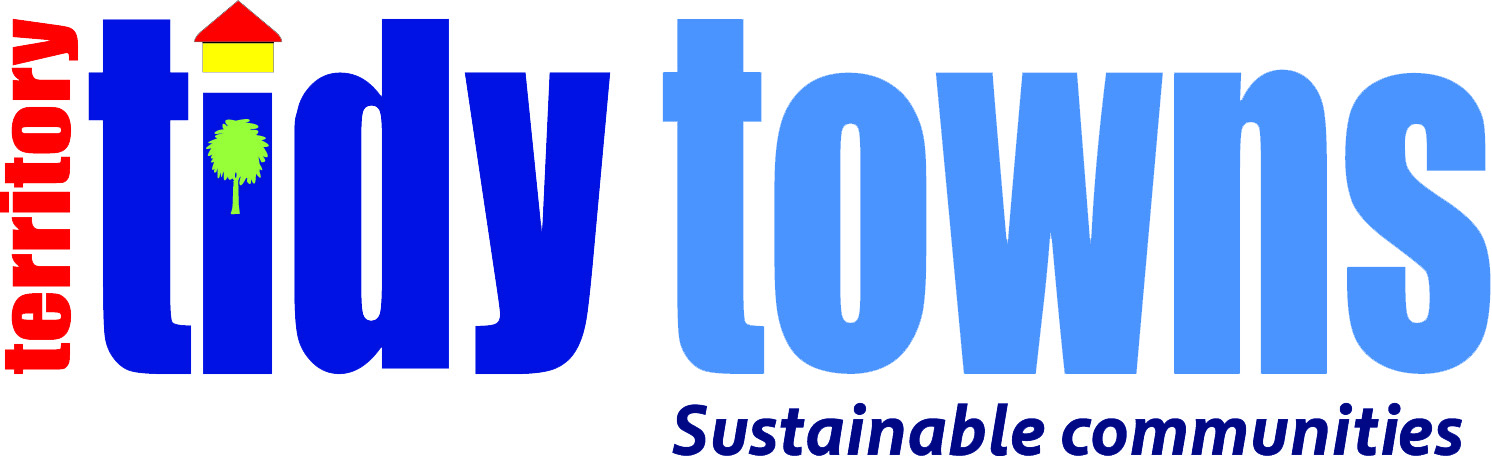 territory
tidy towns
Sustainable communities